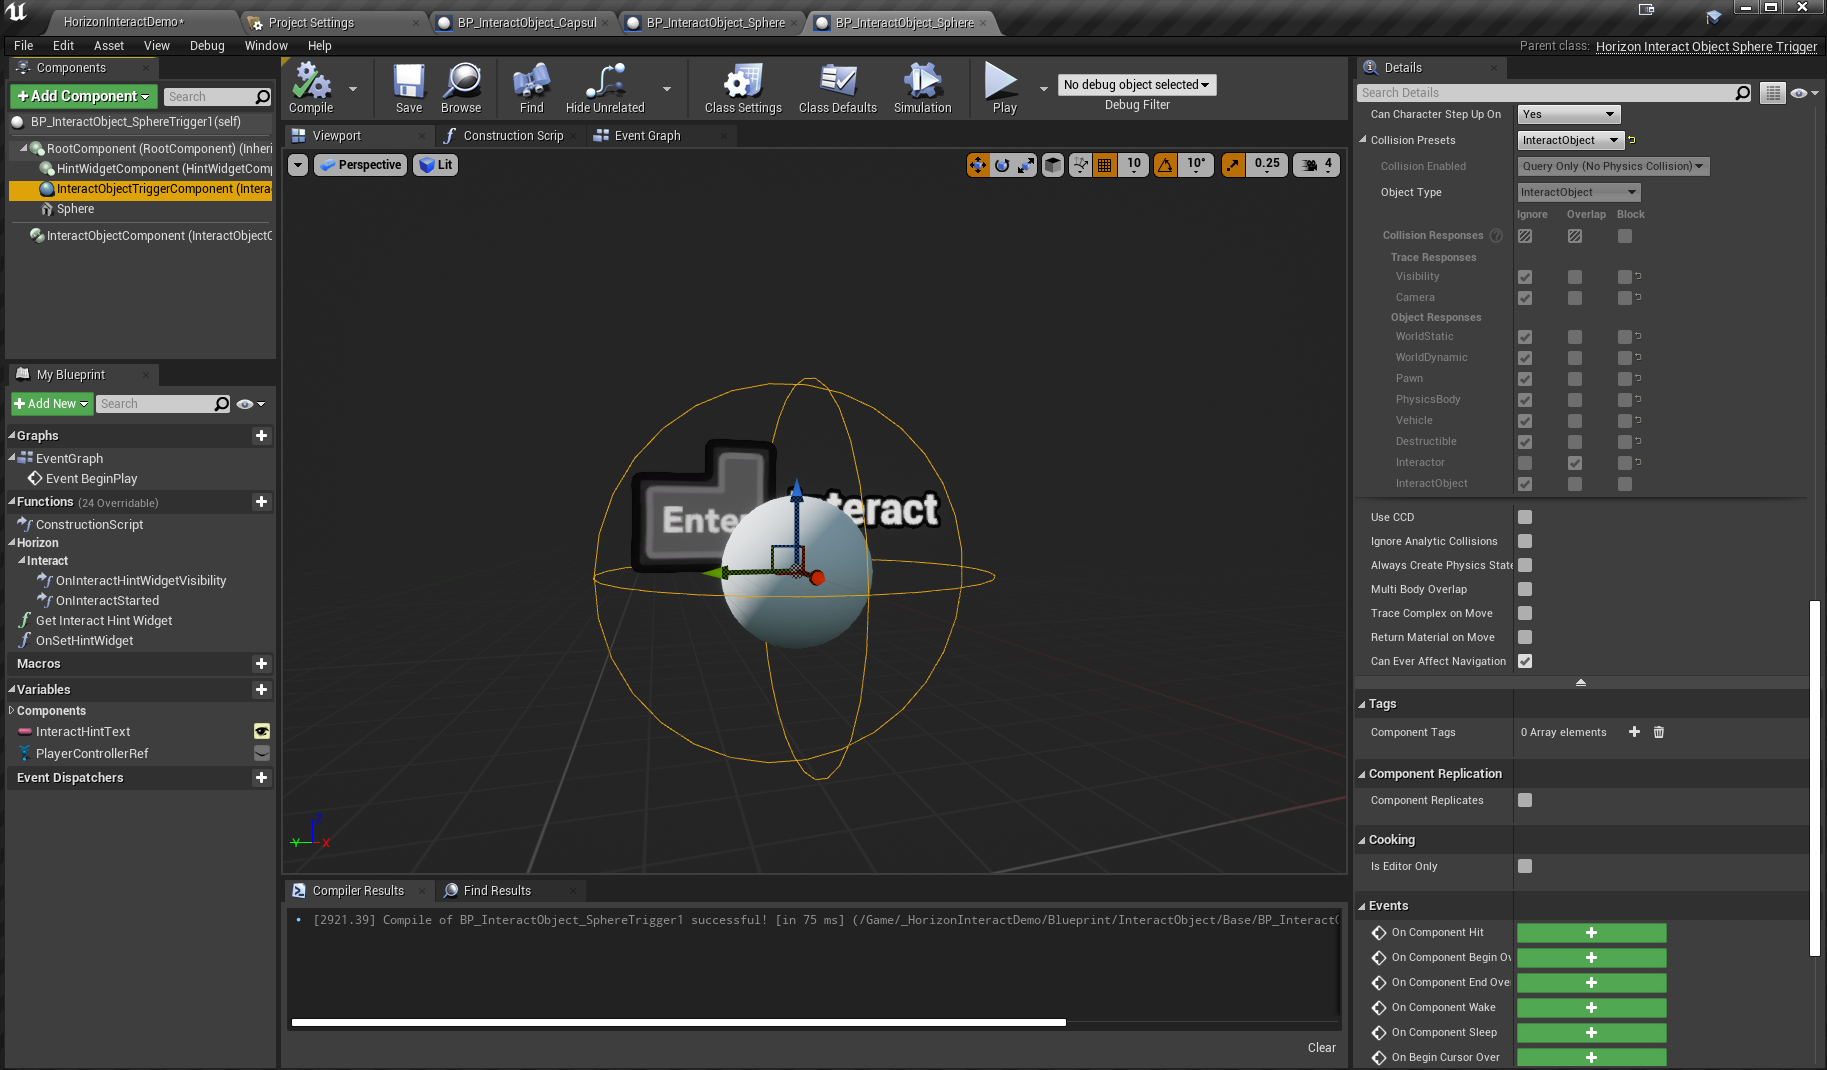 HorizonInteractDemo*
Project Settings
BP_InteractObject_Capsul
BP_InteractObject_Sphere
BP_InteractObject_Sphere
File Edit Asset View Debug Window Help
Parent class: Horizon Interact Object Sphere Trigger
Components
Add Component
Search
BP_InteractObject_SphereTrigger1(self)
RootComponent (RootComponent) (Inheri
HintWidgetComponent (HintWidgetComp
InteractObjectTriggerComponent (Intera
Sphere
InteractObjectComponent (InteractObjectC
My Blueprint
Add New
Search
Graphs
EventGraph
Event BeginPlay
Functions (24 Overridable)
ConstructionScript
Horizon
Interact
OnInteractHintWidgetVisibility
OnInteractStarted
Get Interact Hint Widget
OnSetHintWidget
Macros
Variables
Components
InteractHintText
PlayerControllerRef
Event Dispatchers
Compile
Save
Browse
Find
Hide Unrelated
Class Settings
Class Defaults
Simulation
Play
No debug object selected
Debug Filter
Viewport
Construction Scrip
Event Graph
Perspective
Lit
10
10°
0.25
4
Enter
Interact
Z
Y
X
Compiler Results
Find Results
[2921.39] Compile of BP_InteractObject_SphereTrigger1 successful! [in 75 ms] (/Game/_HorizonInteractDemo/Blueprint/InteractObject/Base/BP_InteractO
Clear
Details
Search Details
Can Character Step Up On Yes
Collision Presets InteractObject
Collision Enabled Query Only (No Physics Collision)
Object Type InteractObject
Ignore Overlap Block
Collision Responses ?
Trace Responses
Visibility
Camera
Object Responses
WorldStatic
WorldDynamic
Pawn
PhysicsBody
Vehicle
Destructible
Interactor
InteractObject
Use CCD
Ignore Analytic Collisions
Always Create Physics State
Multi Body Overlap
Trace Complex on Move
Return Material on Move
Can Ever Affect Navigation
Tags
Component Tags 0 Array elements
Component Replication
Component Replicates
Cooking
Is Editor Only
Events
On Component Hit
On Component Begin Ov
On Component End Over
On Component Wake
On Component Sleep
On Begin Cursor Over